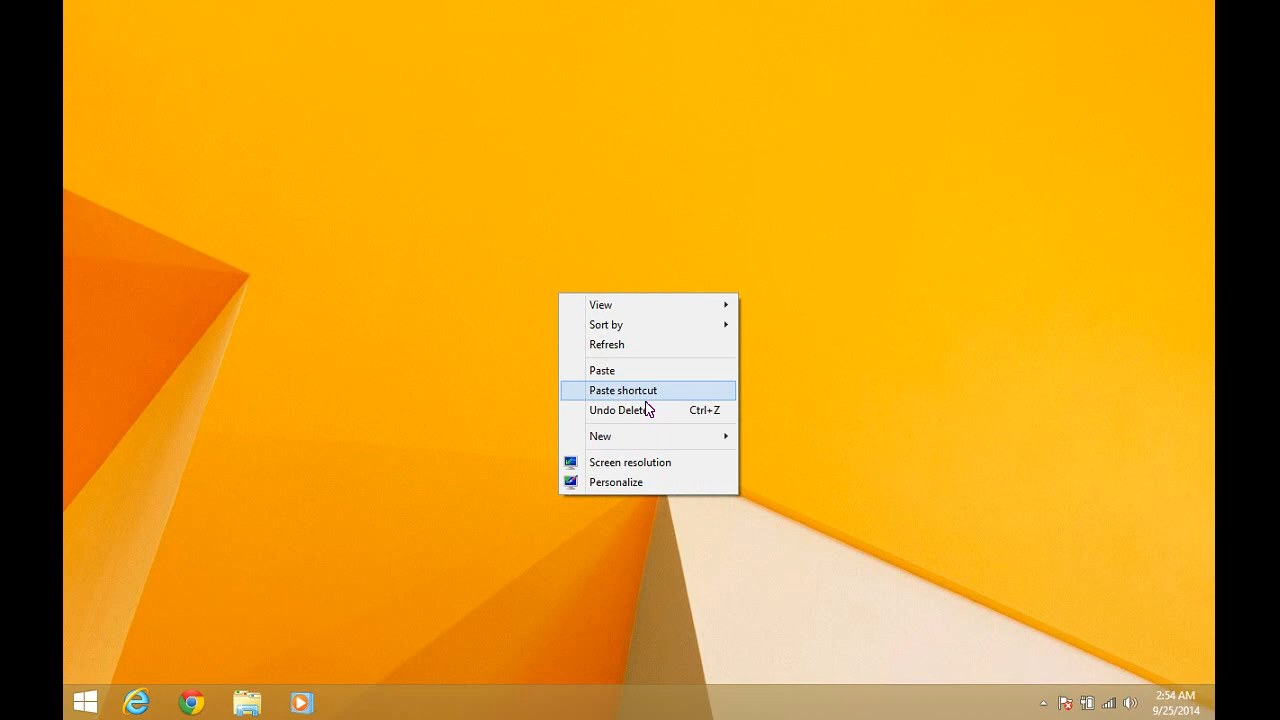 View
Sort by
Refresh
Paste
Paste shortcut
Undo Delete Ctrl+Z
New
Screen resolution
Personalize
2:54 AM
9/25/2014